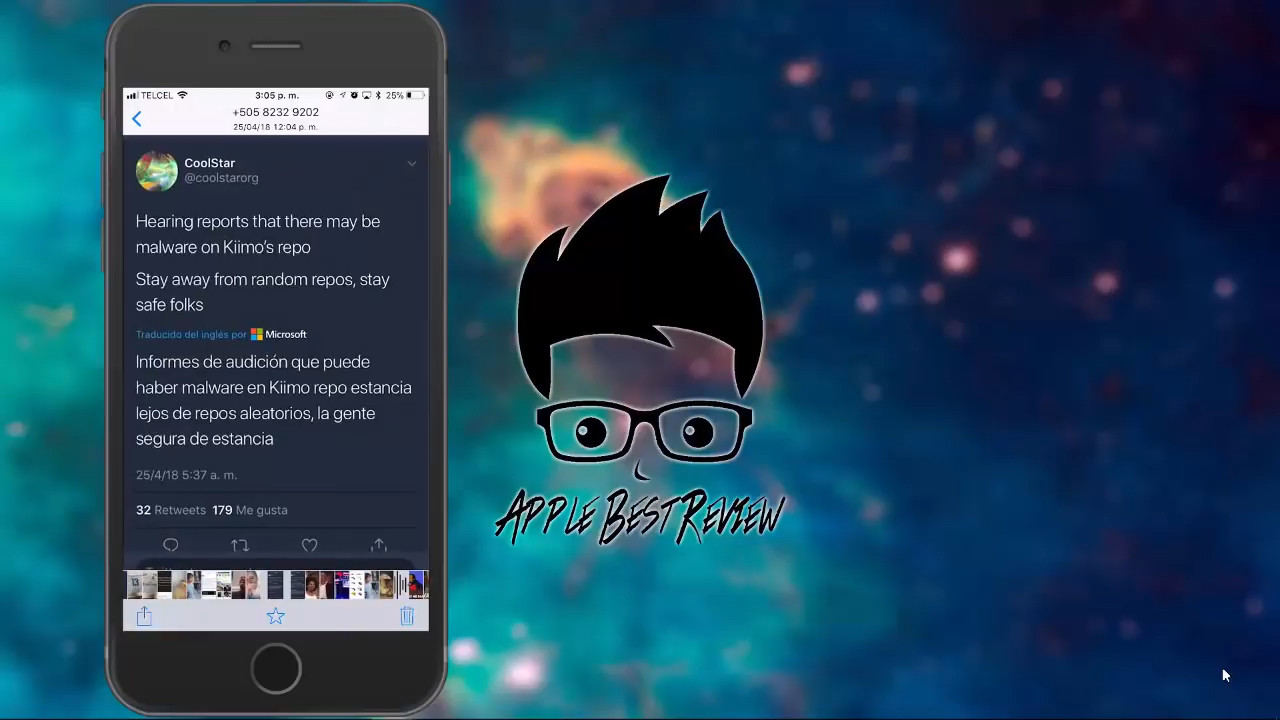 TELCEL 3:05 p. m. 25%
+505 8232 9202
25/04/18 12:04 p. m.
CoolStar
@coolstarorg
Hearing reports that there may be
malware on Kiimo's repo
Stay away from random repos, stay
safe folks
Traducido del inglés por Microsoft
Informes de audición que puede
haber malware en Kiimo repo estancia
lejos de repos aleatorios, la gente
segura de estancia
25/4/18 5:37 a. m.
32 Retweets 179 Me gusta
APPLE BESTREVIEW